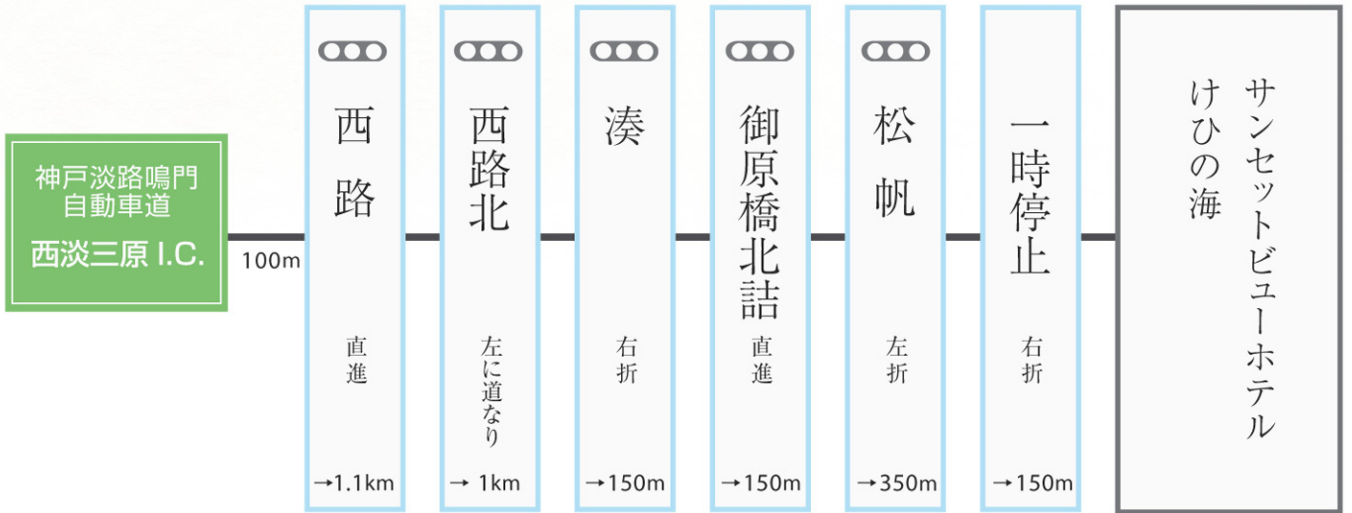 神戸淡路鳴門
自動車道
西淡三原 I.C.
100m
西路
直進
→1.1km
西路北
左に道なり
→ 1km
湊
右折
→150m
御原橋北詰
直進
→150m
松帆
左折
→350m
一時停止
右折
→150m
サンセットビューホテル
けひの海